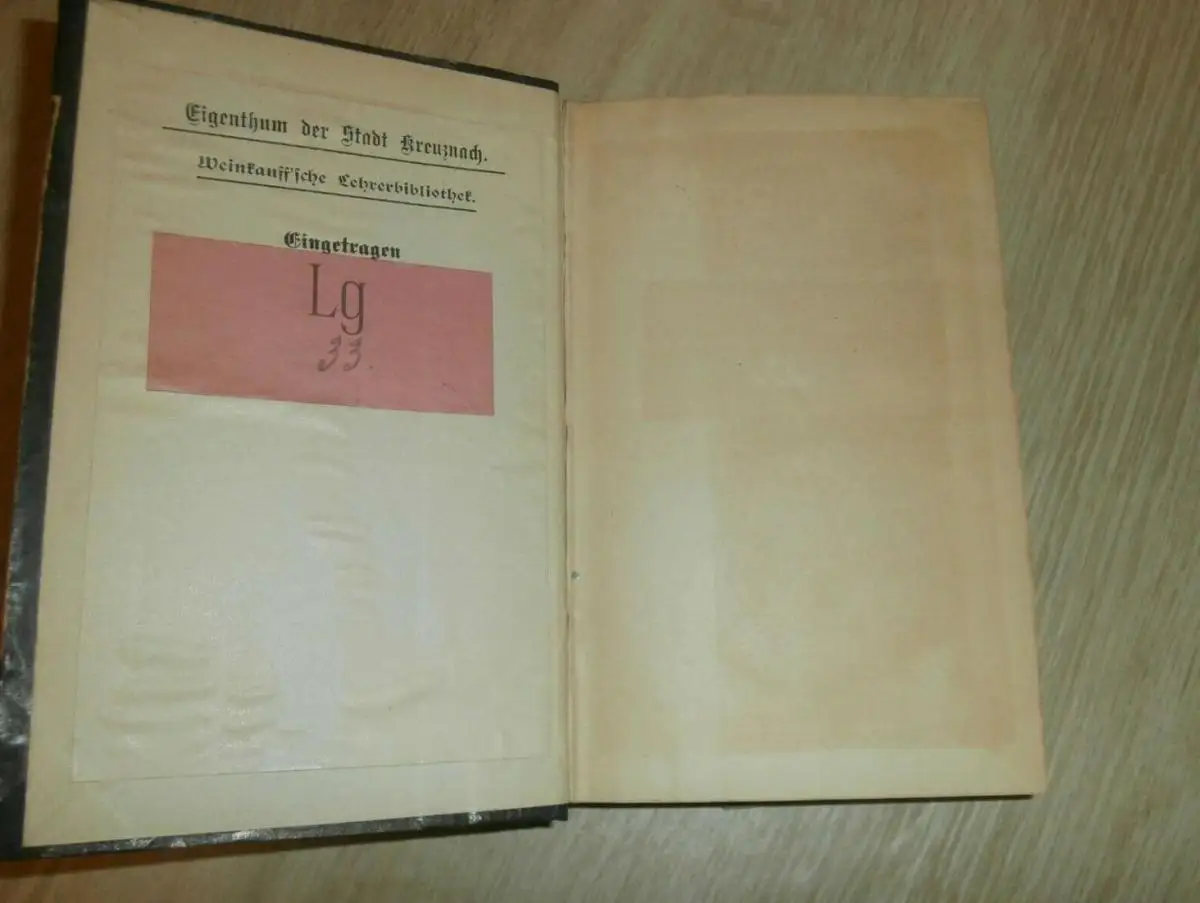 Eigenthum der Stadt Kreuznach.
Weinkauff'sche Lehrerbibliothek.
Eingetragen
Lg
33.